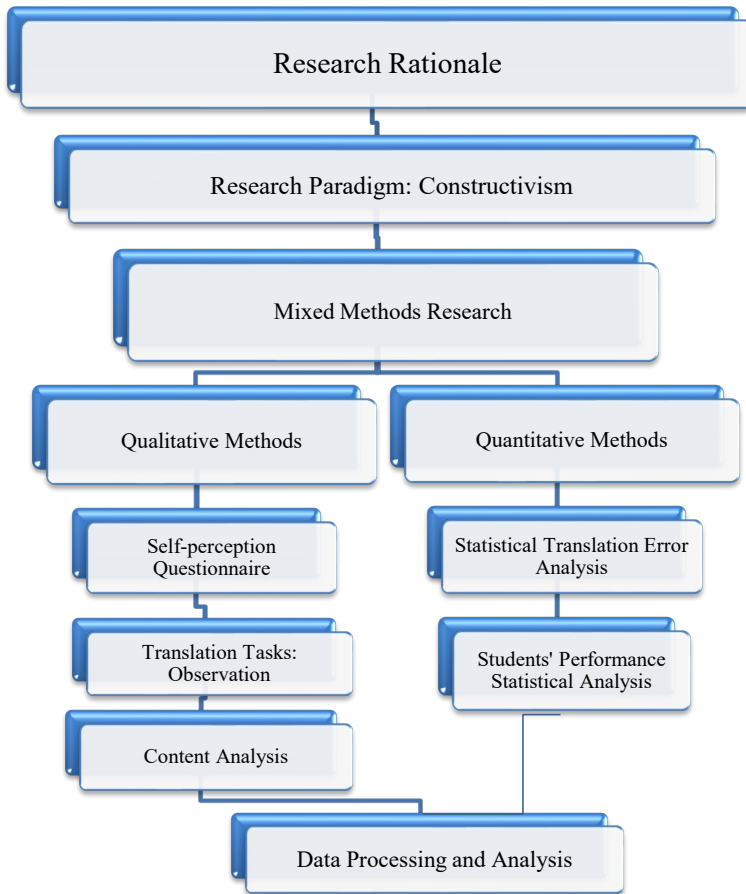 Research Rationale
Research Paradigm: Constructivism
Mixed Methods Research
Qualitative Methods
Quantitative Methods
Self-perception
Questionnaire
Statistical Translation Error
Analysis
Translation Tasks:
Observation
Students' Performance
Statistical Analysis
Content Analysis
Data Processing and Analysis